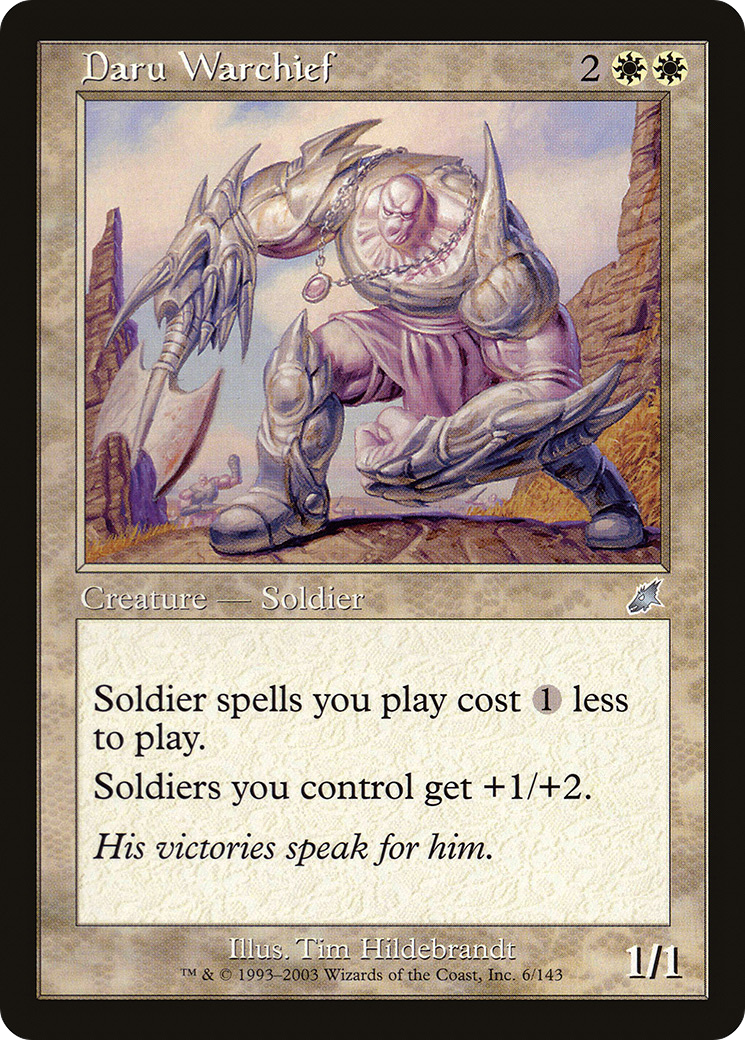 Daru Warchief 2
Creature — Soldier
Soldier spells you play cost 1 less
to play.
Soldiers you control get +1/+2.
His victories speak for him.
Illus. Tim Hildebrandt
™ & © 1993–2003 Wizards of the Coast, Inc. 6/143
1/1